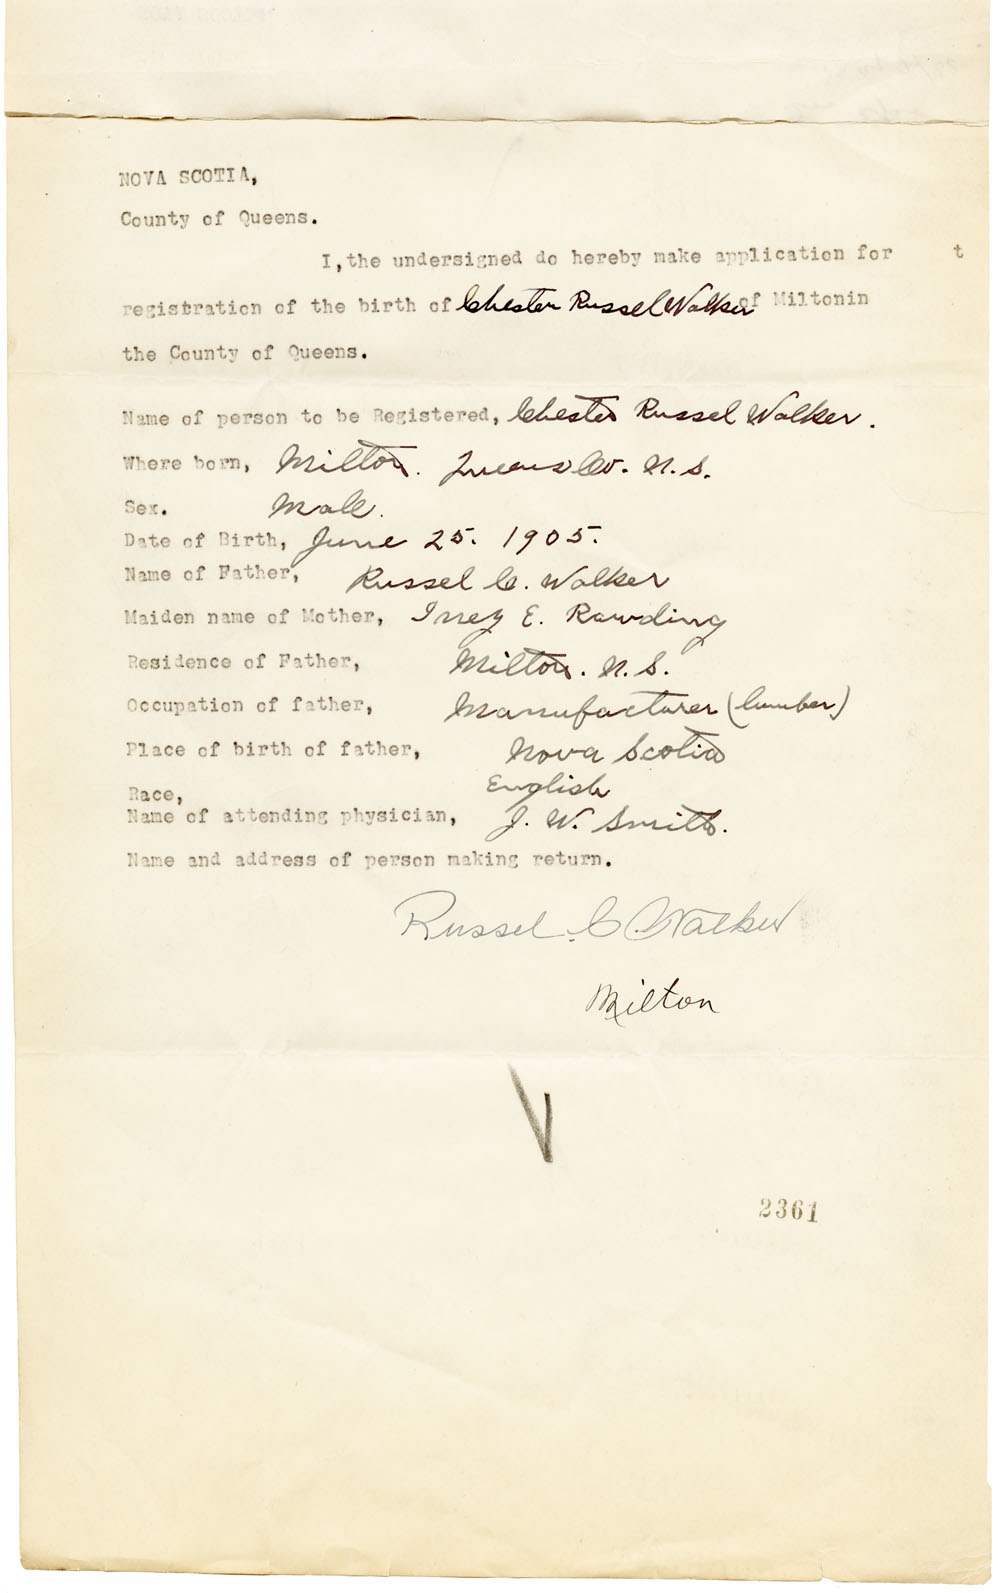 NOVA SCOTIA,
County of Queens.
I,the undersigned do hereby make application for t
registration of the birth of Chester Russel Walker of Miltonin
the County of Queens.
Name of person to be Registered, Chester Russel Walker.
Where born, Milton. Queens Co. N.S.
Sex. Male.
Date of Birth, June 25. 1905.
Name of Father, Russel C. Walker
Maiden name of Mother, Inez E. Rawding
Residence of Father, Milton. N.S.
Occupation of father, Manufacturer (lumber)
Place of birth of father, Nova Scotia
Race, English
Name of attending physician, J. W. Smith.
Name and address of person making return.
Russel C. Walker
Milton
2361